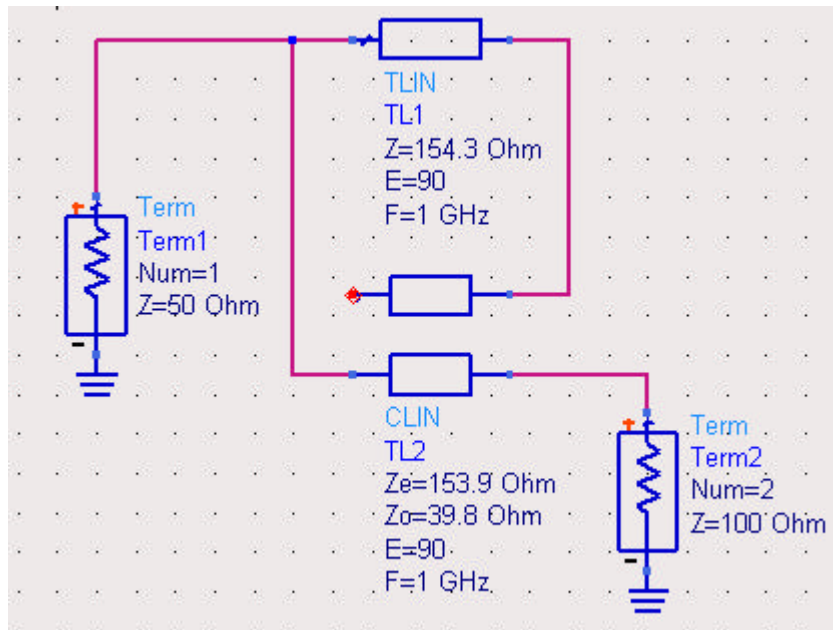 TLIN
TL1
Z=154.3 Ohm
E=90
F=1 GHz
+
Term
Term1
Num=1
Z=50 Ohm
-
CLIN
TL2
Ze=153.9 Ohm
Zo=39.8 Ohm
E=90
F=1 GHz
+
Term
Term2
Num=2
Z=100 Ohm
-